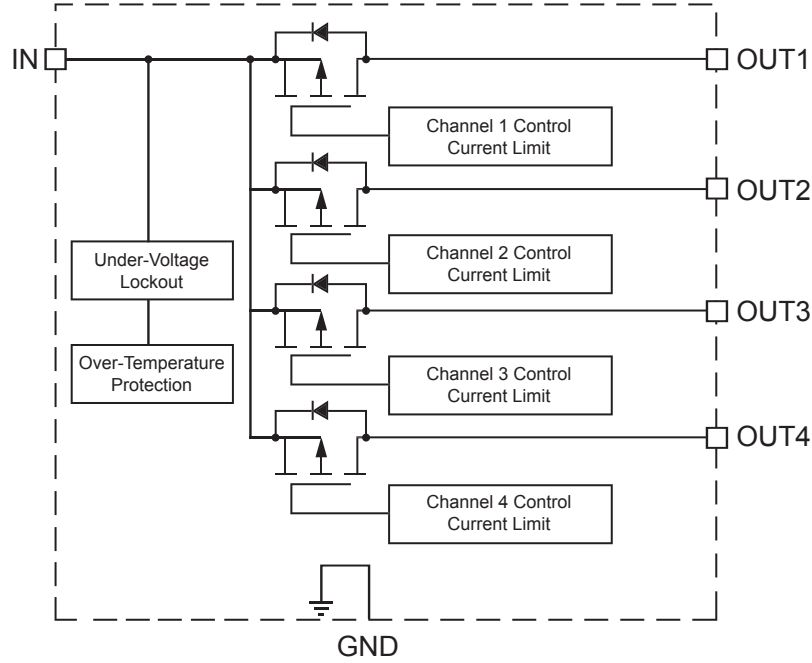 IN
OUT1
Channel 1 Control
Current Limit
OUT2
Under-Voltage
Lockout
Channel 2 Control
Current Limit
OUT3
Over-Temperature
Protection
Channel 3 Control
Current Limit
OUT4
Channel 4 Control
Current Limit
GND